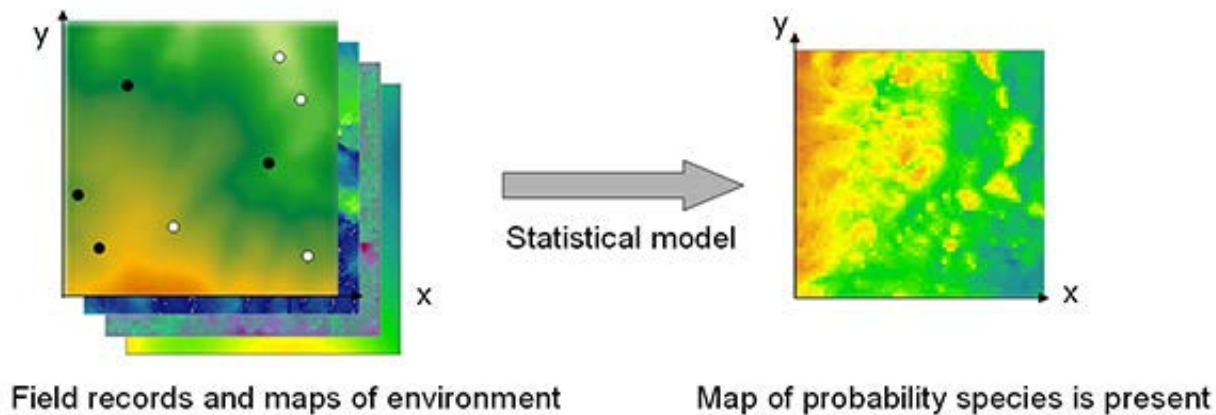 y
x
Statistical model
y
x
Field records and maps of environment
Map of probability species is present